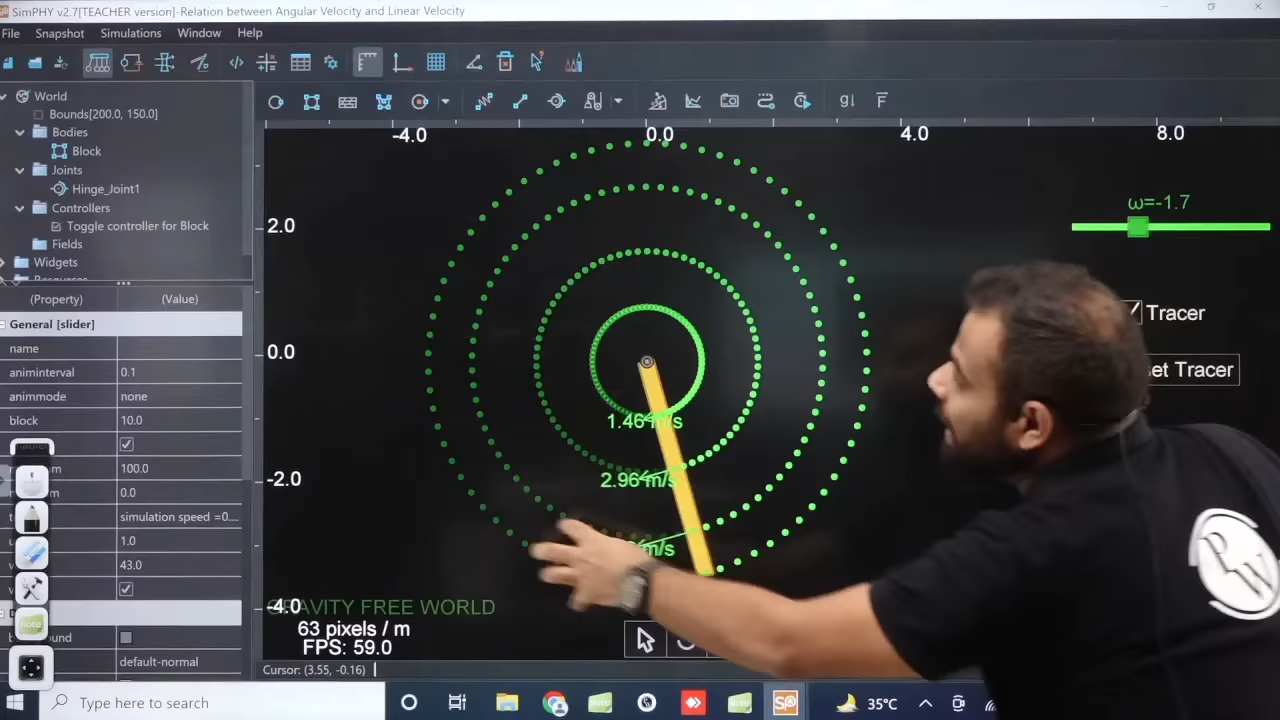 SimPHY v2.7[TEACHER version]-Relation between Angular Velocity and Linear Velocity
File Snapshot Simulations Window Help
World
Bounds[200.0, 150.0]
Bodies
Block
Joints
Hinge_Joint1
Controllers
Toggle controller for Block
Fields
Widgets
(Property) (Value)
General [slider]
name
animinterval 0.1
animmode none
block 10.0
100.0
0.0
simulation speed =0....
1.0
43.0
default-normal
-4.0 0.0 4.0 8.0
2.0
0.0
-2.0
-4.0
ω=-1.7
Tracer
et Tracer
1.46 m/s
2.96 m/s
m/s
GRAVITY FREE WORLD
63 pixels / m
FPS: 59.0
Cursor: (3.55, -0.16)
note
PW
Type here to search
SP
35°C